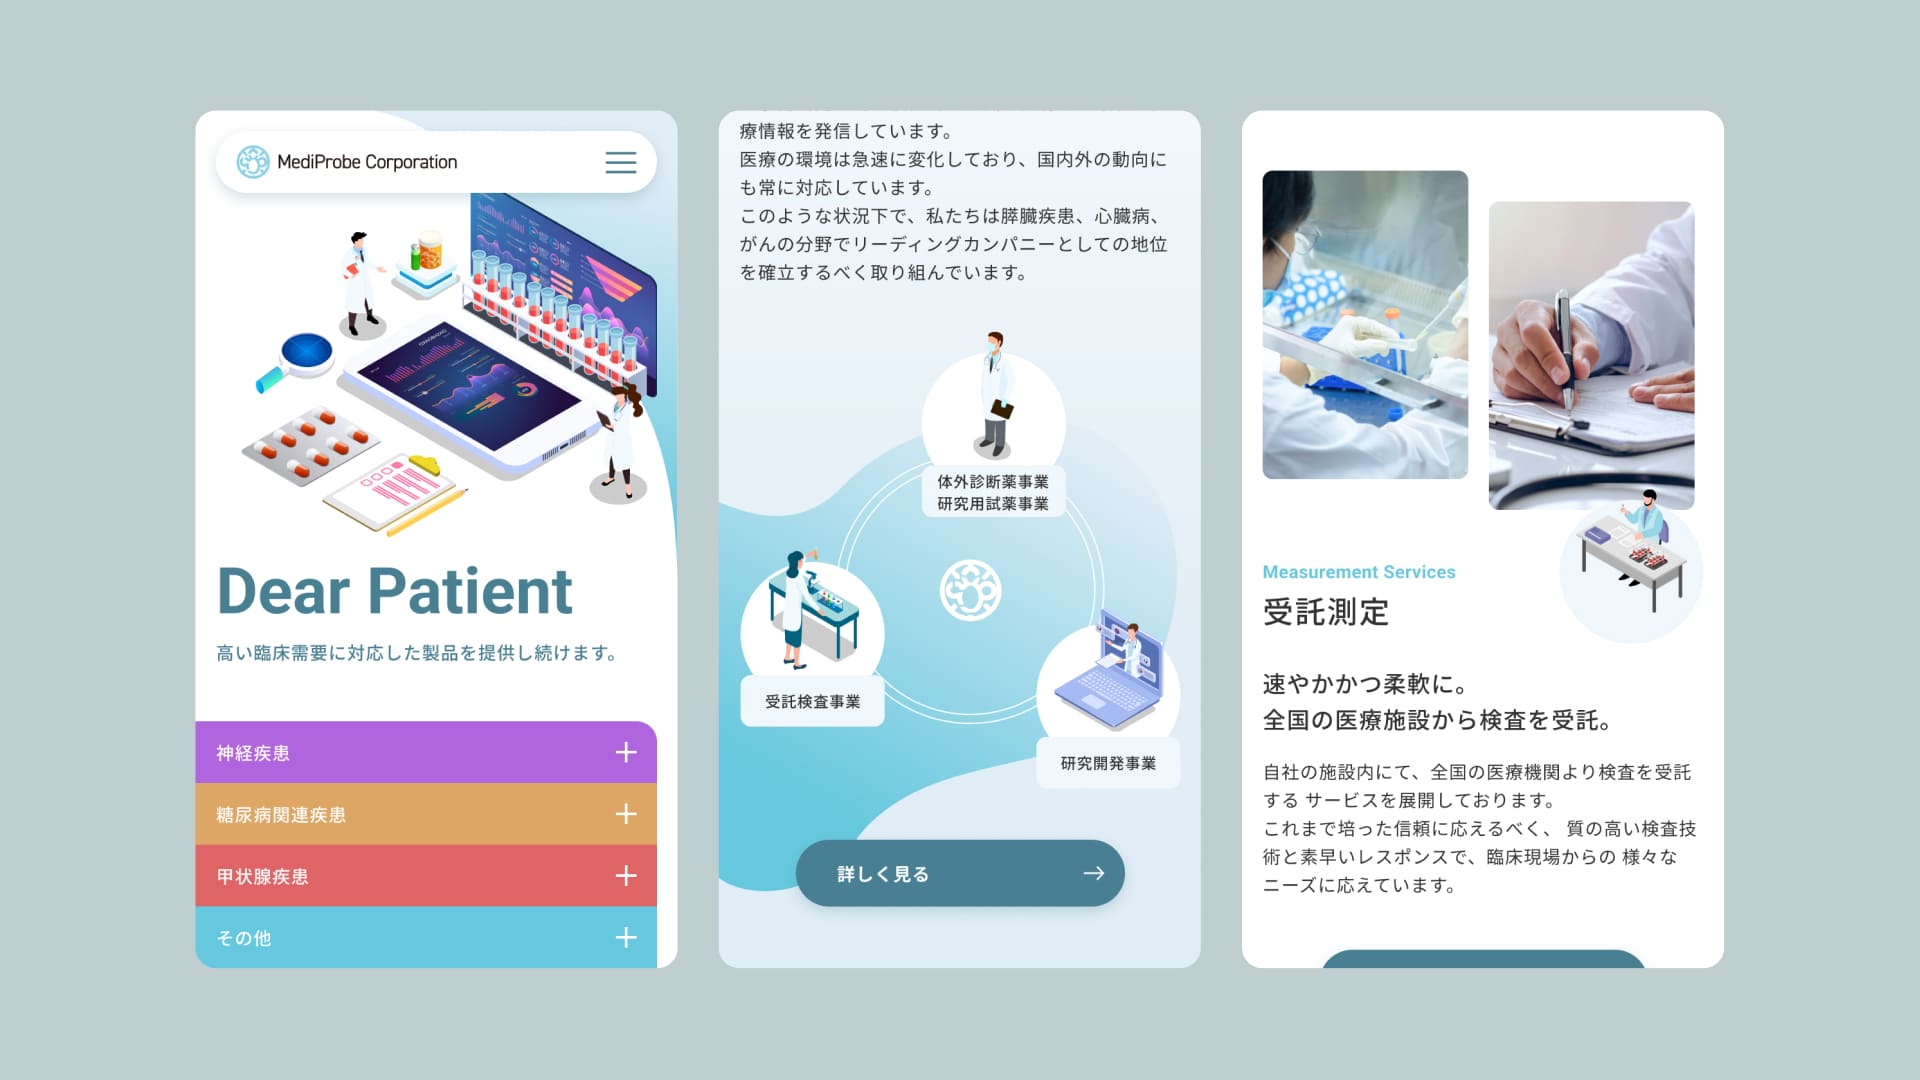 MediProbe Corporation
Dear Patient
高い臨床需要に対応した製品を提供し続けます。
神経疾患
糖尿病関連疾患
甲状腺疾患
その他
療情報を発信しています。
医療の環境は急速に変化しており、国内外の動向に
も常に対応しています。
このような状況下で、私たちは膵臓疾患、心臓病、
がんの分野でリーディングカンパニーとしての地位
を確立するべく取り組んでいます。
体外診断薬事業
研究用試薬事業
受託検査事業
研究開発事業
詳しく見る
Measurement Services
受託測定
速やかかつ柔軟に。
全国の医療施設から検査を受託。
自社の施設内にて、全国の医療機関より検査を受託
する サービスを展開しております。
これまで培った信頼に応えるべく、 質の高い検査技
術と素早いレスポンスで、臨床現場からの 様々な
ニーズに応えています。